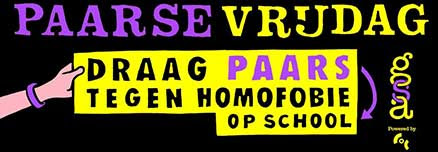 PAARSE VRIJDAG
DRAAG PAARS
TEGEN HOMOFOBIE
OP SCHOOL
Powered by